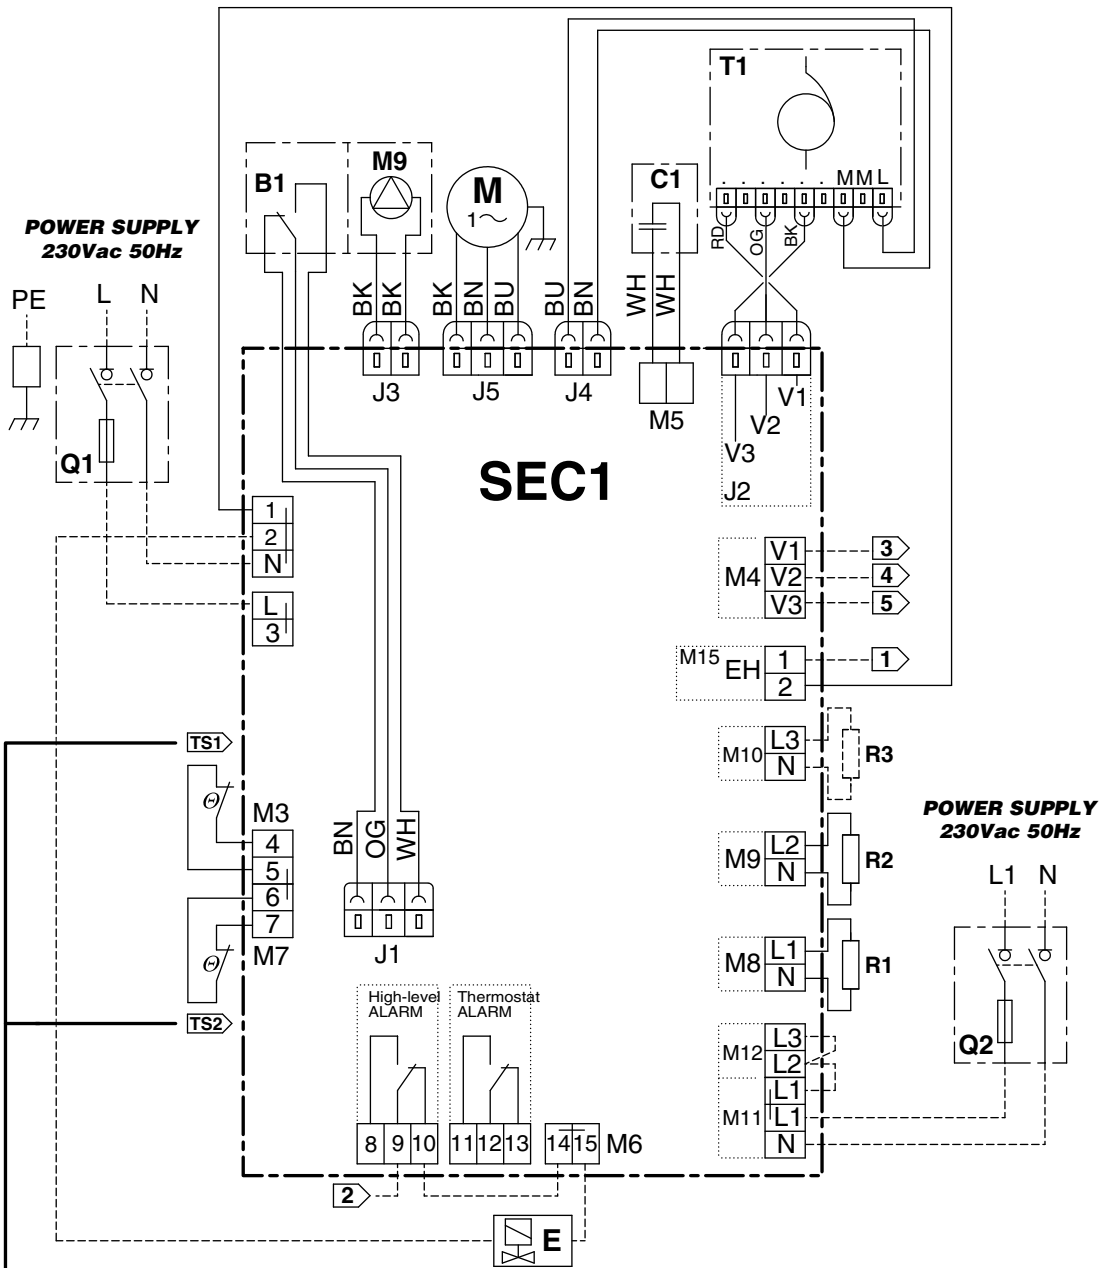 T1
MM L
M9
B1
M
1~
C1
POWER SUPPLY
230Vac 50Hz
RD
OG
BK
PE
L
N
BK
BK
BK
BN
BU
BU
BN
WH
WH
J3
J5
J4
M5
V1
V2
V3
J2
Q1
SEC1
1
2
N
L
3
M4
V1
V2
V3
3
4
5
M15
EH
1
2
1
TS1
M10
L3
N
R3
POWER SUPPLY
230Vac 50Hz
Θ
M3
4
5
6
7
M7
Θ
BN
OG
WH
J1
M9
L2
N
R2
L1
N
M8
L1
N
R1
TS2
High-level
ALARM
Thermostat
ALARM
M12
L3
L2
L1
M11
L1
N
Q2
8
9
10
11
12
13
14
15
M6
2
E